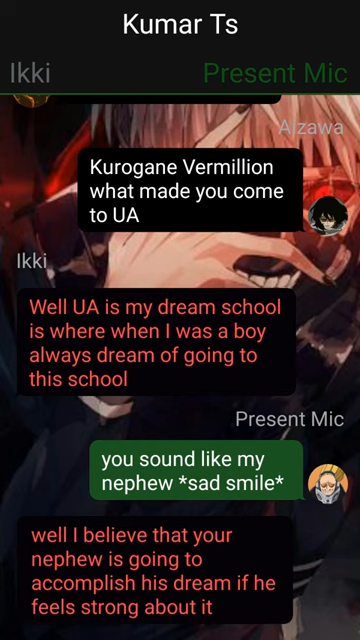 Kumar Ts
Ikki
Present Mic
Aizawa
Kurogane Vermillion
what made you come
to UA
Ikki
Well UA is my dream school
is where when I was a boy
always dream of going to
this school
Present Mic
you sound like my
nephew *sad smile*
well I believe that your
nephew is going to
accomplish his dream if he
feels strong about it